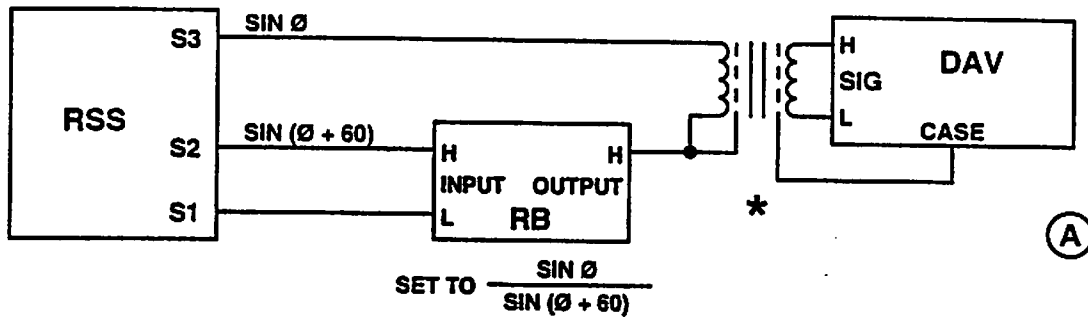 SIN Ø
S3
H
DAV
SIG
RSS
L
SIN (Ø + 60)
S2
H
H
CASE
INPUT OUTPUT
S1
L
RB
*
A
SET TO SIN Ø
SIN (Ø + 60)